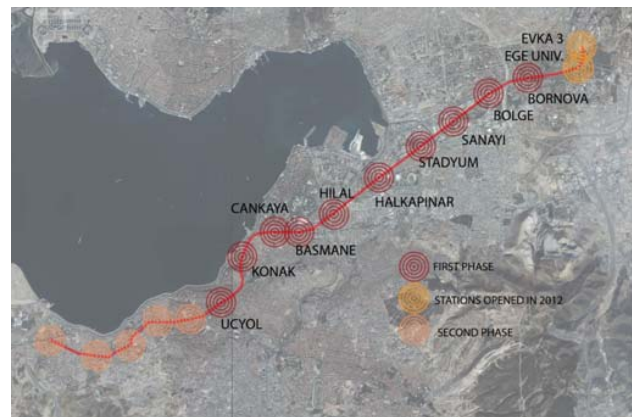 EVKA 3
EGE UNIV.
BORNOVA
BOLGE
SANAYI
STADYUM
HALKAPINAR
HILAL
CANKAYA
BASMANE
KONAK
UCYOL
FIRST PHASE
STATIONS OPENED IN 2012
SECOND PHASE